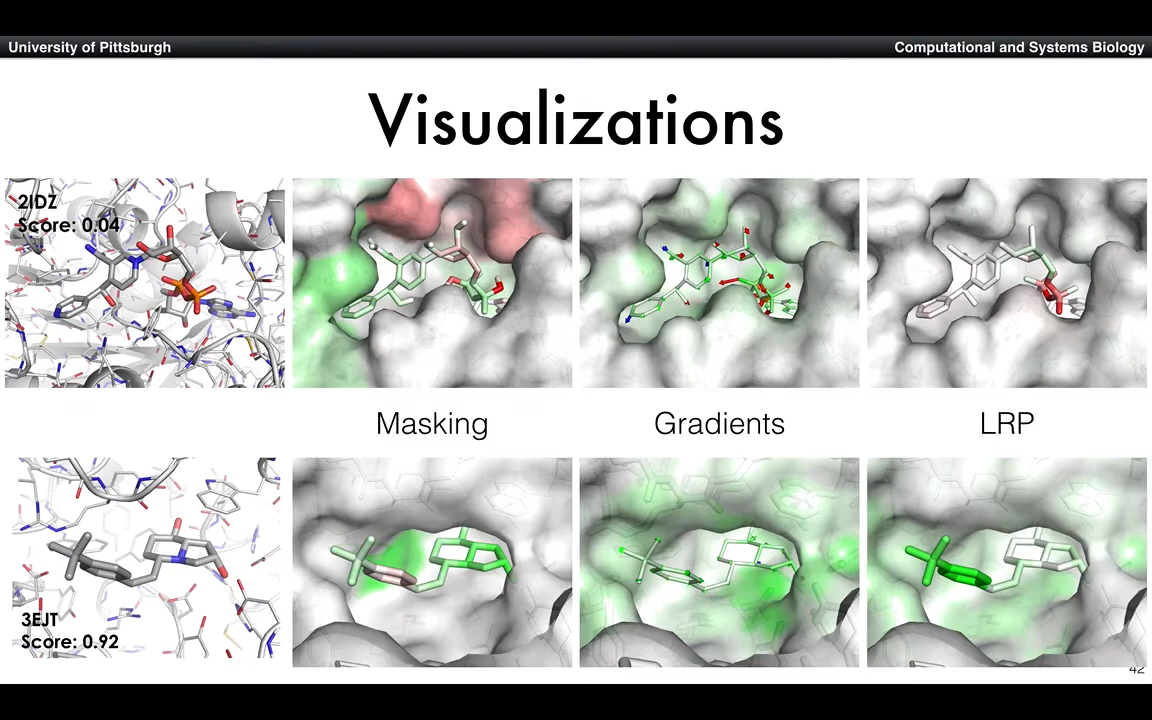 University of Pittsburgh
Computational and Systems Biology
Visualizations
2IDZ
Score: 0.04
Masking
Gradients
LRP
3EJT
Score: 0.92
42